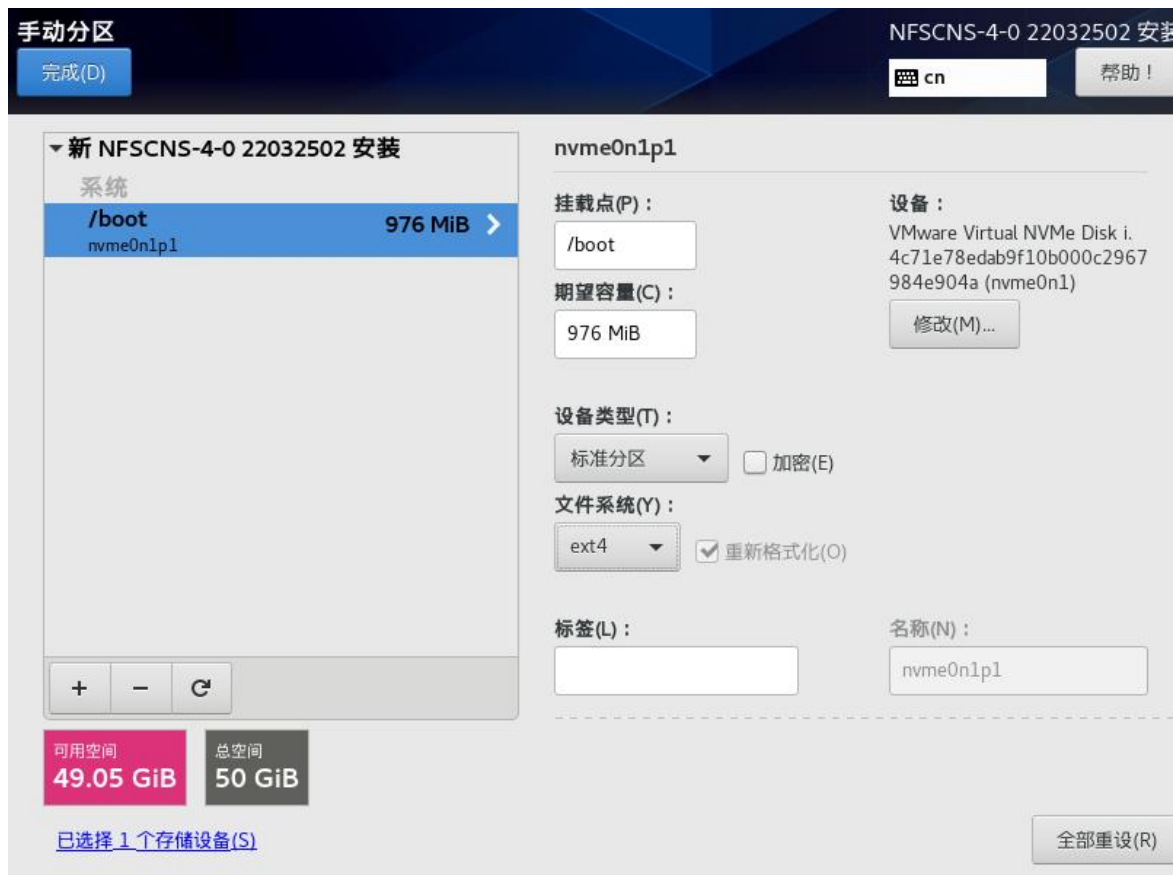 手动分区
完成(D)
NFSCNS-4-0 22032502 安装
cn
帮助！
新 NFSCNS-4-0 22032502 安装
系统
/boot
976 MiB
nvme0n1p1
nvme0n1p1
挂载点(P)：
/boot
期望容量(C)：
976 MiB
设备：
VMware Virtual NVMe Disk i.
4c71e78edab9f10b000c2967
984e904a (nvme0n1)
修改(M)...
设备类型(T)：
标准分区
加密(E)
文件系统(Y)：
ext4
重新格式化(O)
标签(L)：
名称(N)：
nvme0n1p1
+
−
可用空间
49.05 GiB
总空间
50 GiB
已选择 1 个存储设备(S)
全部重设(R)